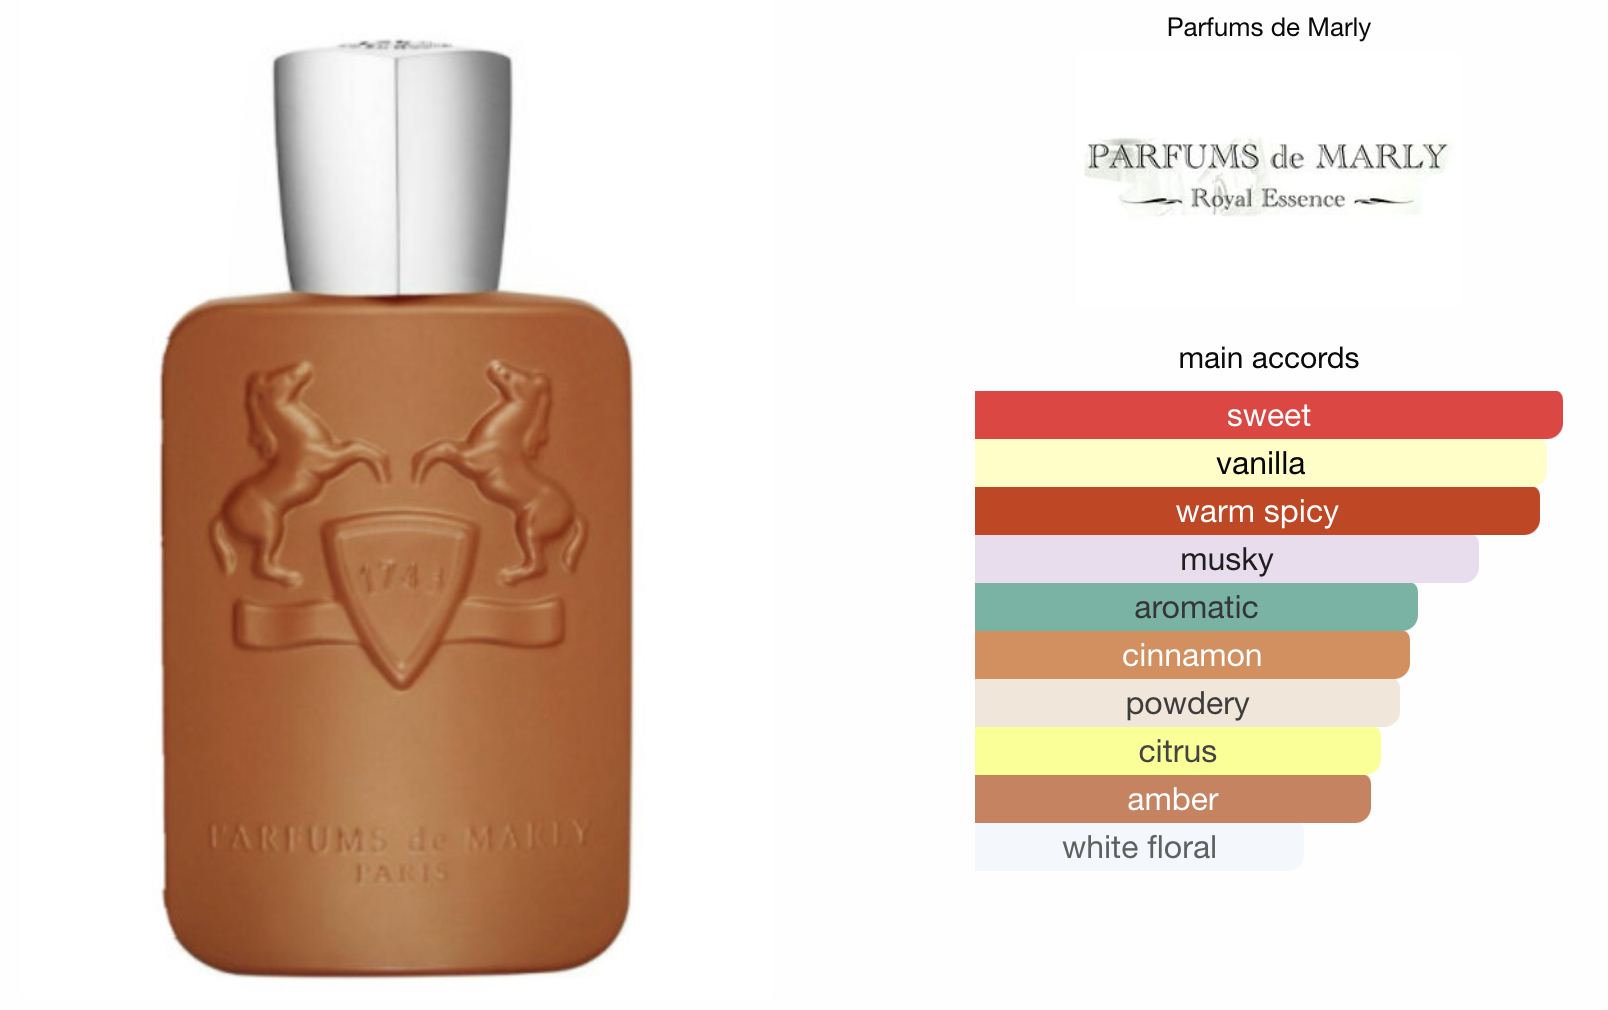 1743
PARFUMS de MARLY
PARIS
Parfums de Marly
PARFUMS de MARLY
Royal Essence
main accords
sweet
vanilla
warm spicy
musky
aromatic
cinnamon
powdery
citrus
amber
white floral